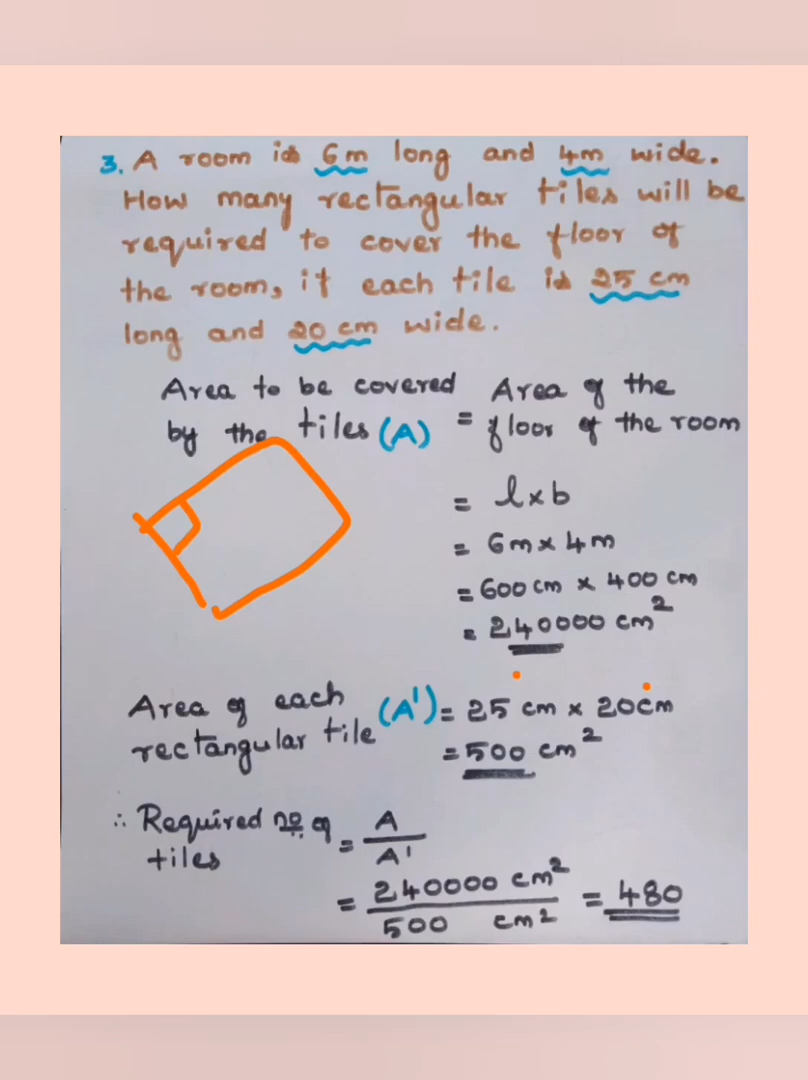 3. A room is 6m long and 4m wide.
How many rectangular tiles will be
required to cover the floor of
the room, if each tile is 25 cm
long and 20 cm wide.
Area to be covered by the tiles (A) = Area of the floor of the room
= l x b
= 6m x 4m
= 600 cm x 400 cm
= 240000 cm²
Area of each rectangular tile (A') = 25 cm x 20cm
= 500 cm²
∴ Required no of tiles = A / A'
= 240000 cm² / 500 cm² = 480